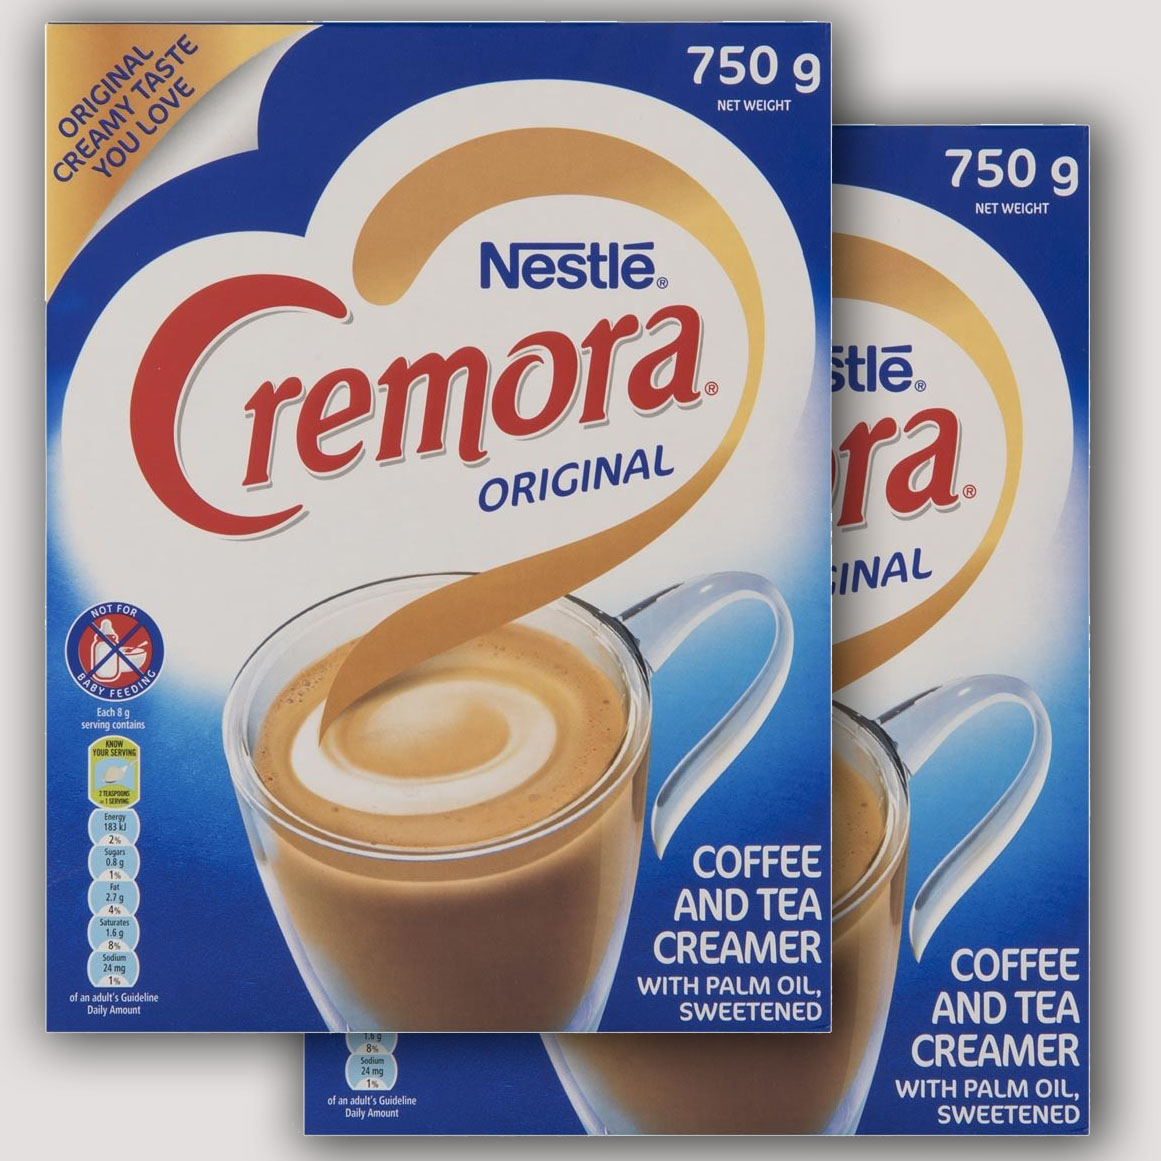 ORIGINAL
CREAMY TASTE
YOU LOVE
750 g
NET WEIGHT
Nestlé®
Cremora®
ORIGINAL
NOT FOR
BABY FEEDING
Each 8 g
serving contains
KNOW
YOUR SERVING
2 TEASPOONS
= 1 SERVING
Energy
183 kJ
2%
Sugars
0.8 g
1%
Fat
2.7 g
4%
Saturates
1.6 g
8%
Sodium
24 mg
1%
of an adult's Guideline
Daily Amount
COFFEE
AND TEA
CREAMER
WITH PALM OIL,
SWEETENED
750 g
NET WEIGHT
stlé®
ora®
GINAL
1.6 g
8%
Sodium
24 mg
1%
of an adult's Guideline
Daily Amount
COFFEE
AND TEA
CREAMER
WITH PALM OIL,
SWEETENED